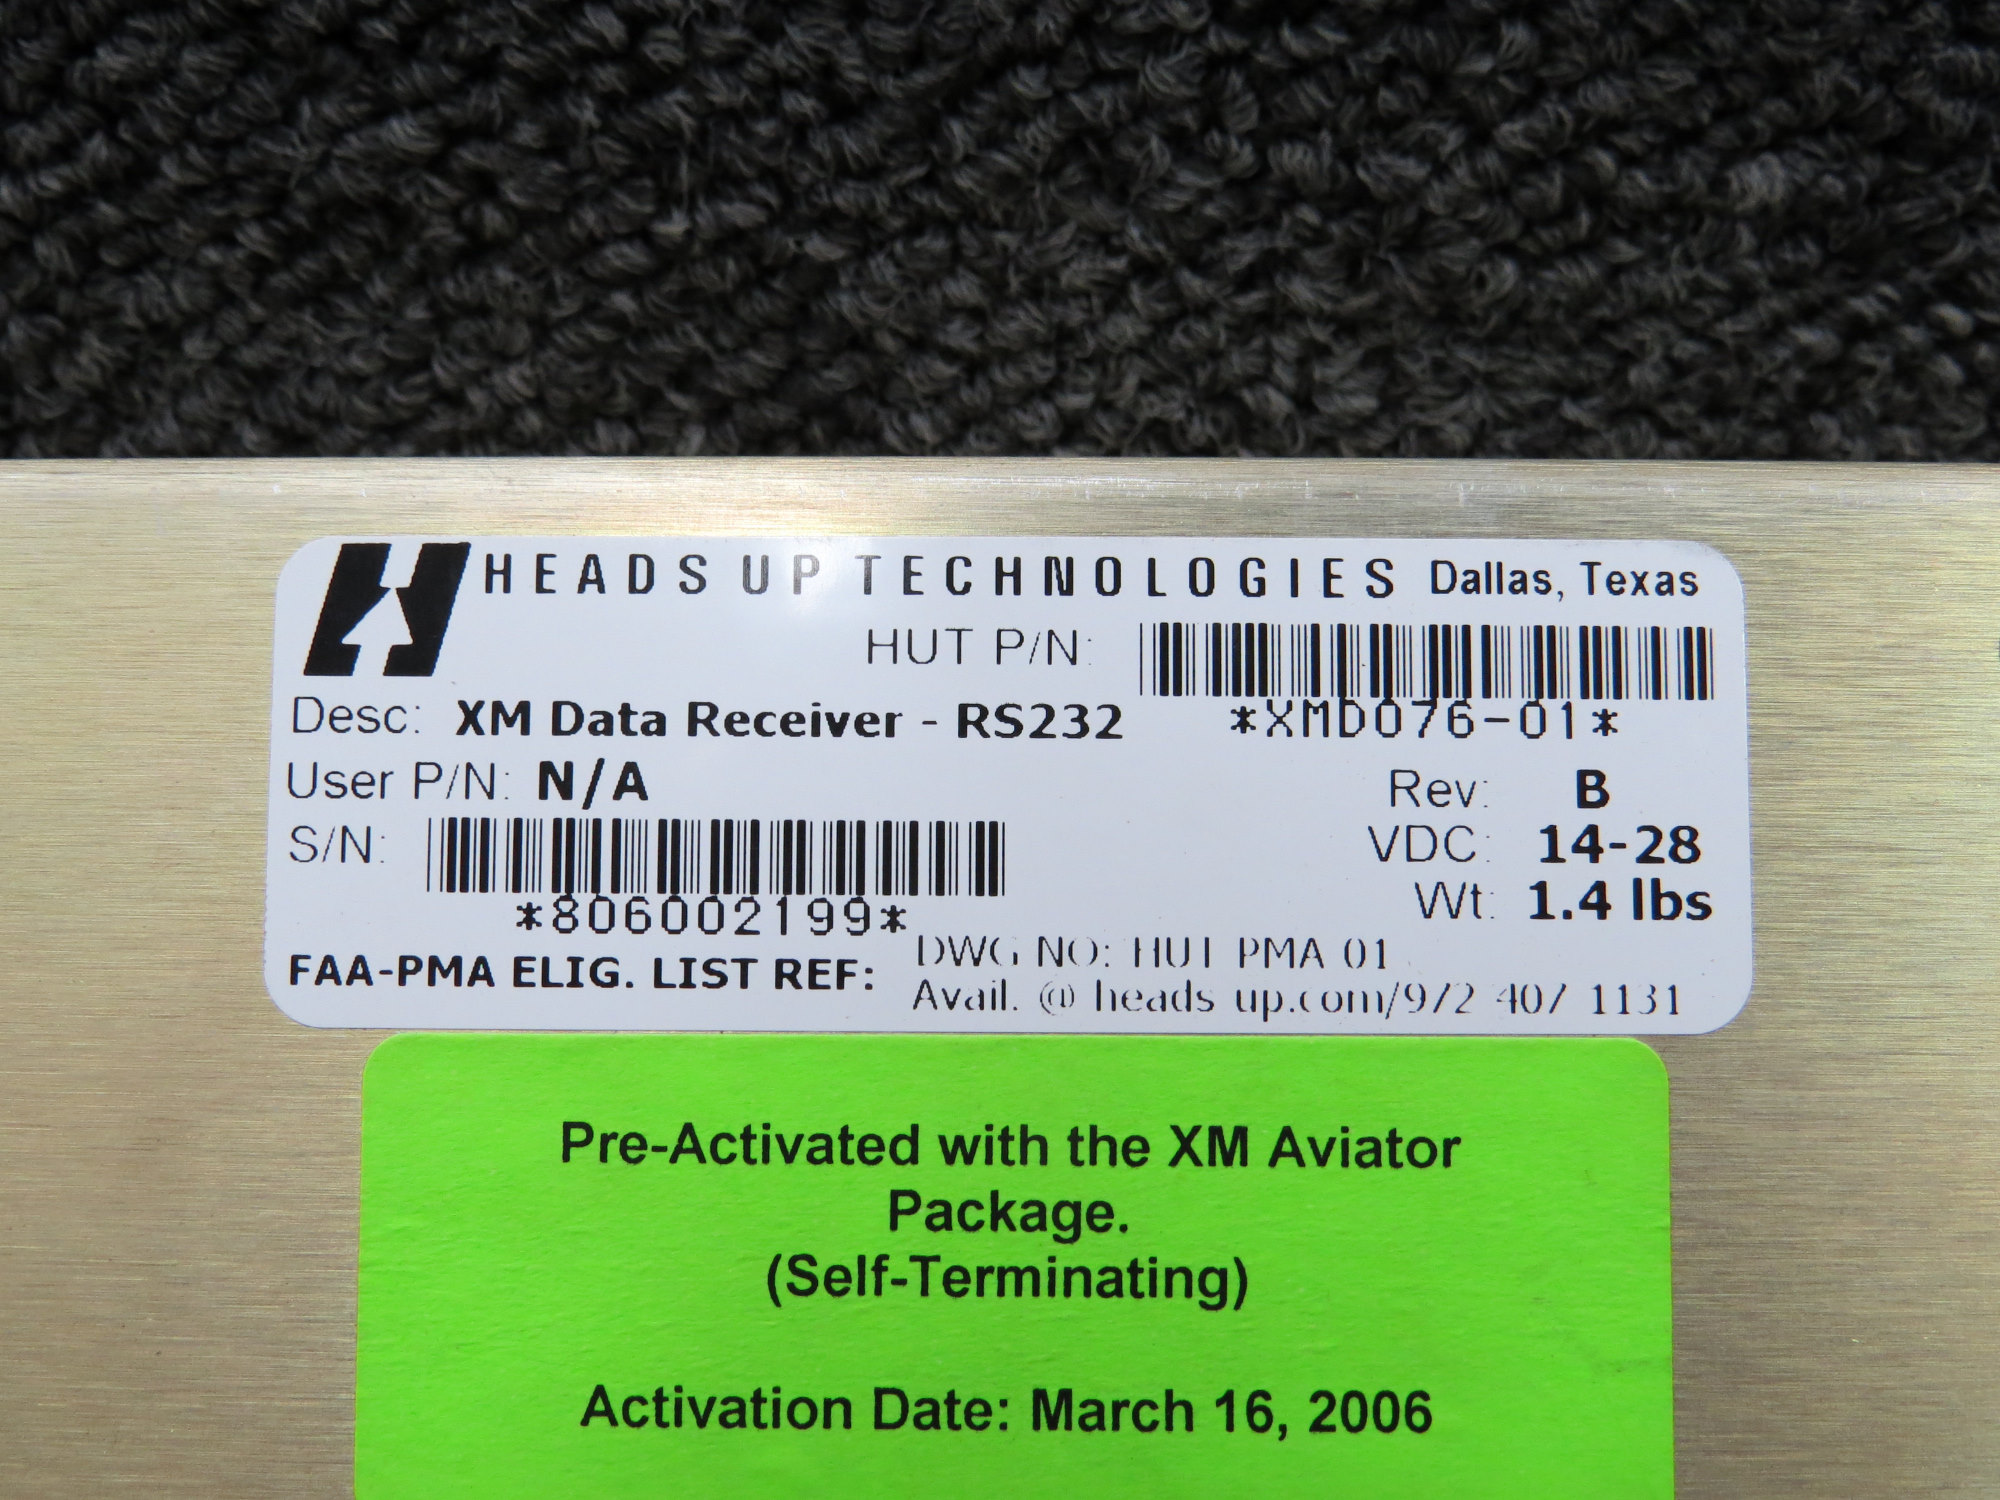 HEADS UP TECHNOLOGIES Dallas, Texas
HUT P/N:
*XMD076-01*
Desc: XM Data Receiver - RS232
User P/N: N/A
Rev: B
S/N:
*806002199*
VDC: 14-28
Wt: 1.4 lbs
FAA-PMA ELIG. LIST REF:
DWG NO: HUT PMA 01
Avail. @ heads up.com/972 407 1131
Pre-Activated with the XM Aviator
Package.
(Self-Terminating)
Activation Date: March 16, 2006